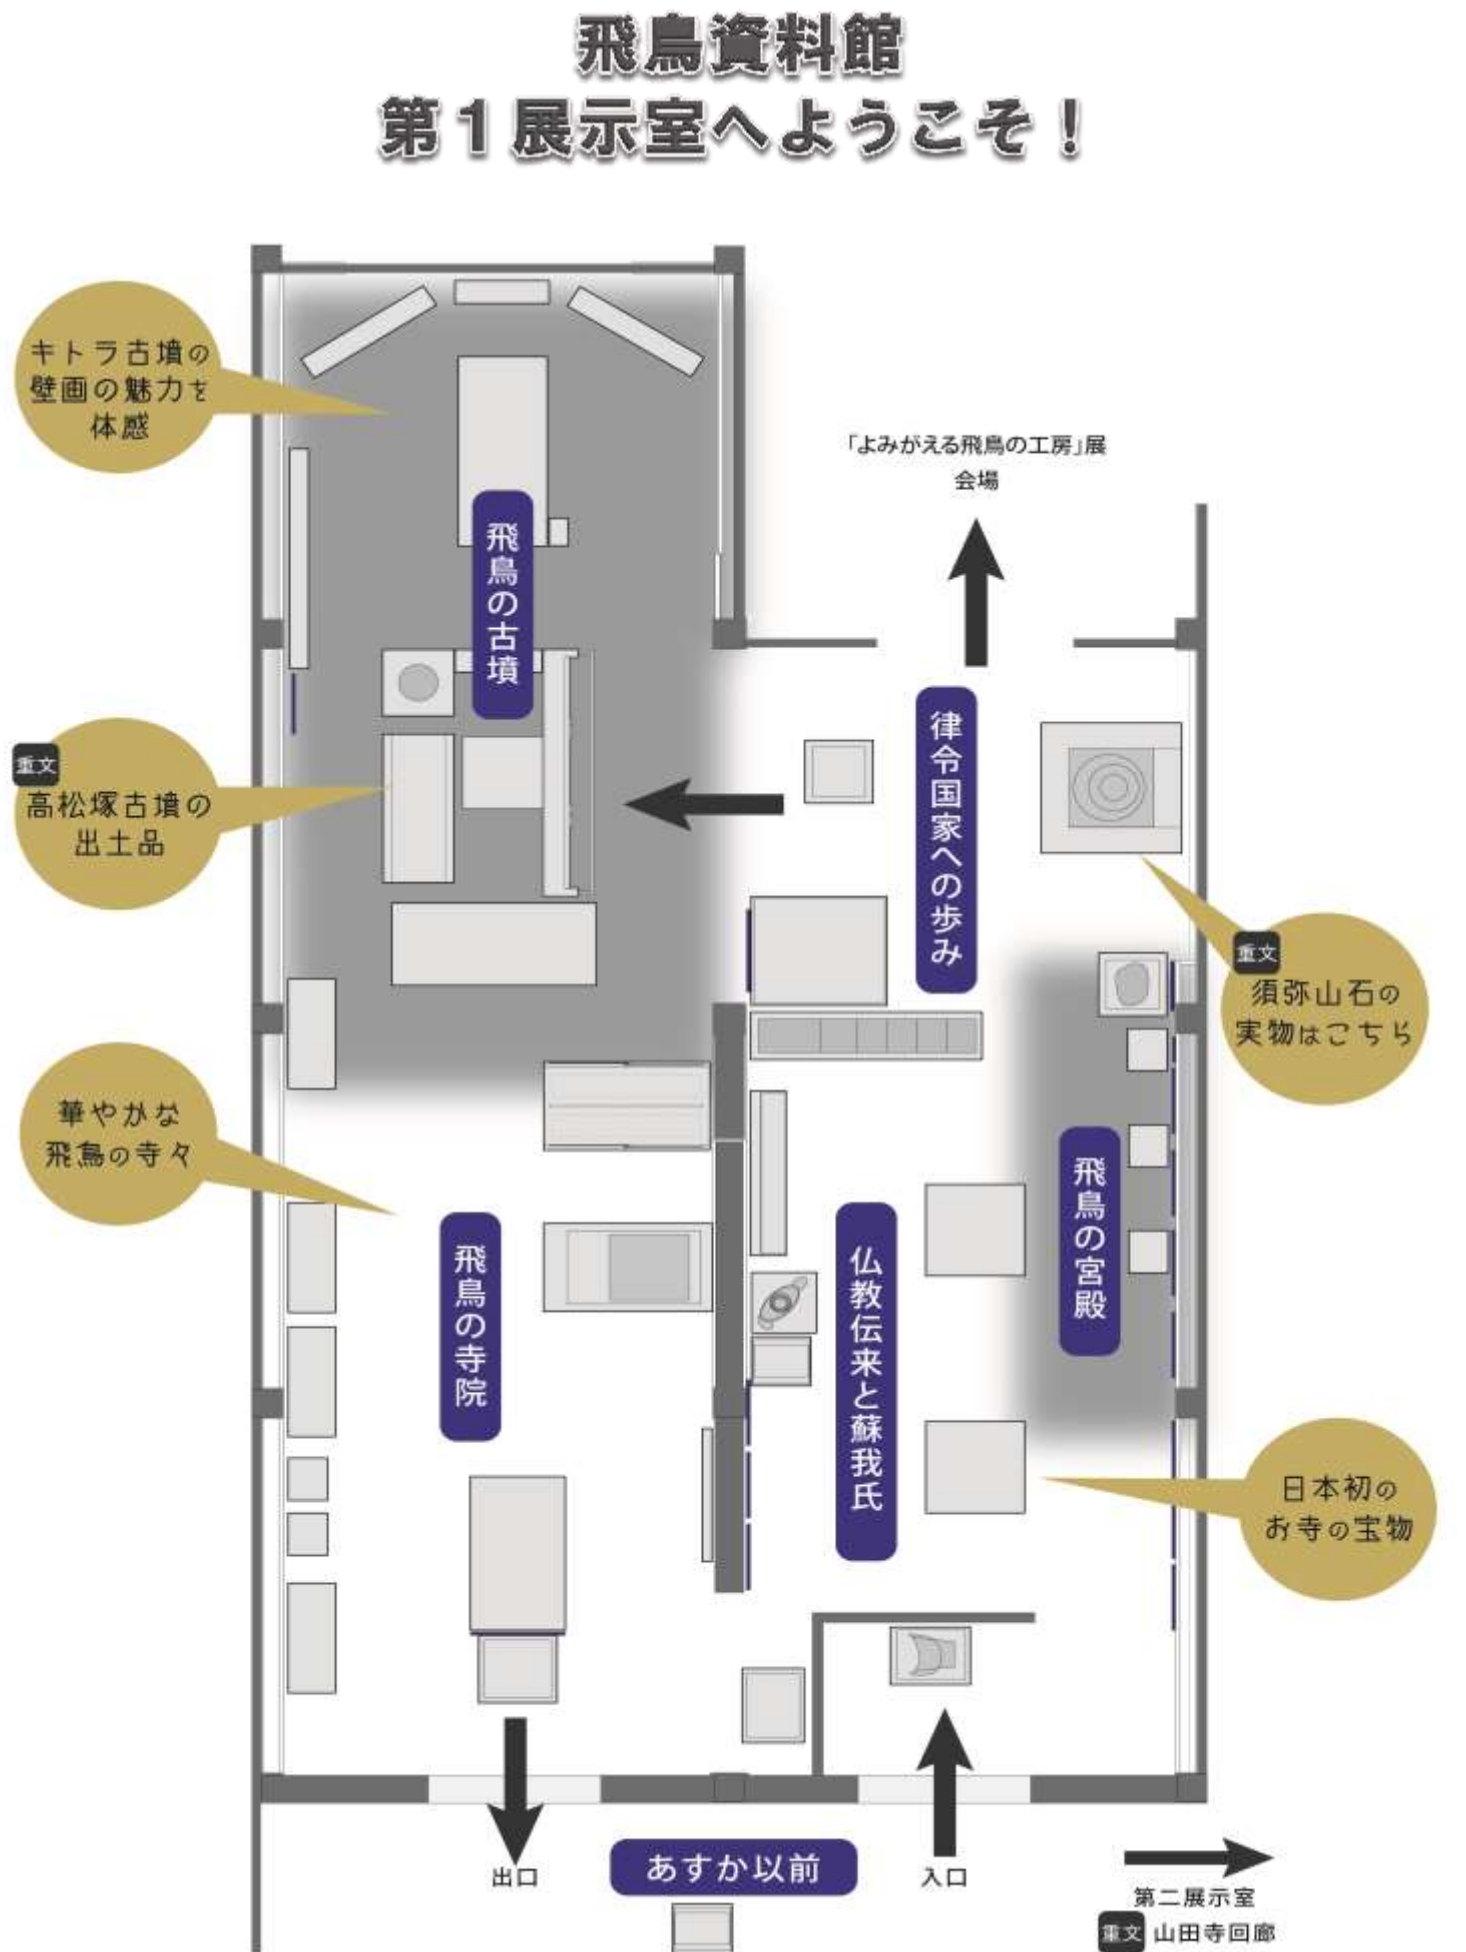 飛鳥資料館
第1展示室へようこそ!
キトラ古墳の
壁画の魅力を
体感
「よみがえる飛鳥の工房」展
会場
飛鳥の古墳
律令国家への歩み
重文
高松塚古墳の
出土品
重文
須弥山石の
実物はこちら
華やかな
飛鳥の寺々
飛鳥の宮殿
飛鳥の寺院
仏教伝来と蘇我氏
日本初の
お寺の宝物
出口
あすか以前
入口
第二展示室
重文 山田寺回廊